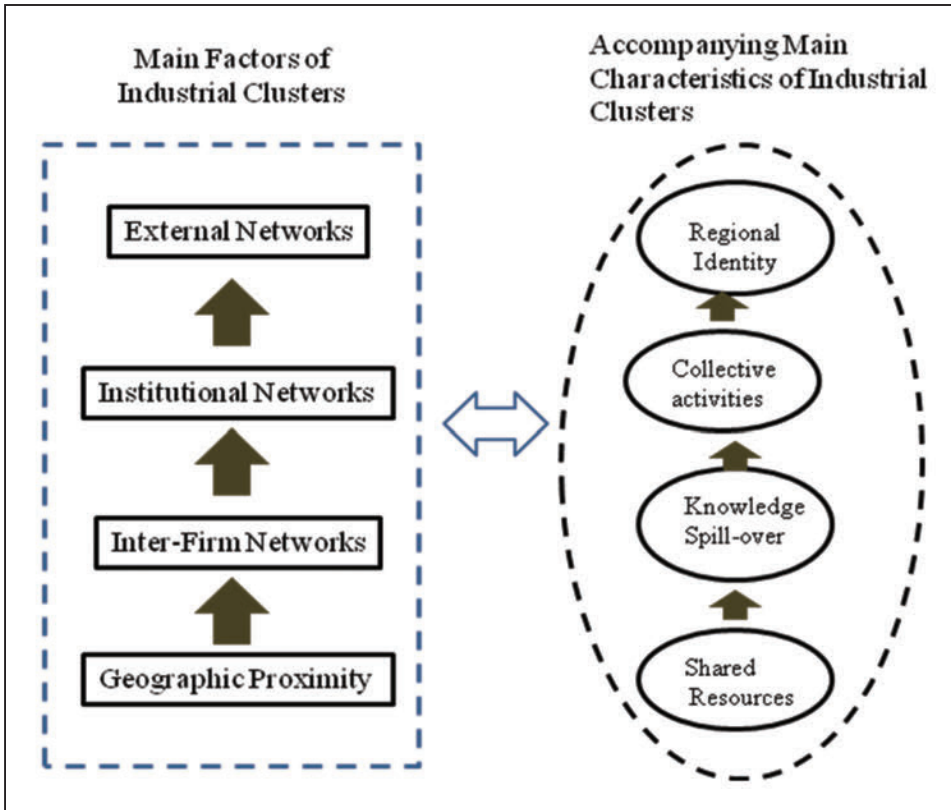 Main Factors of
Industrial Clusters
External Networks
Institutional Networks
Inter-Firm Networks
Geographic Proximity
Accompanying Main
Characteristics of Industrial
Clusters
Regional
Identity
Collective
activities
Knowledge
Spill-over
Shared
Resources